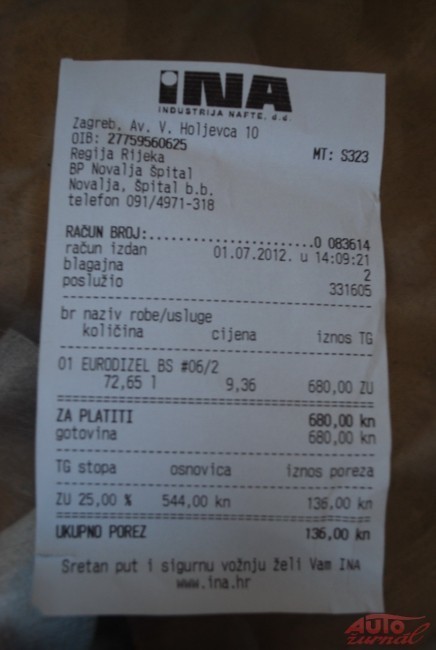 INA
INDUSTRIJA NAFTE, d.d.
Zagreb, Av. V. Holjevca 10
OIB: 27759560625
MT: S323
Regija Rijeka
BP Novalja Špital
Novalja, Špital b.b.
telefon 091/4971-318
RAČUN BROJ:......................0 083614
račun izdan 01.07.2012. u 14:09:21
blagajna 2
poslužio 331605
br naziv robe/usluge
količina cijena iznos TG
01 EURODIZEL BS #06/2
72,65 l 9,36 680,00 ZU
ZA PLATITI 680,00 kn
gotovina 680,00 kn
TG stopa osnovica iznos poreza
ZU 25,00 % 544,00 kn 136,00 kn
UKUPNO POREZ 136,00 kn
Sretan put i sigurnu vožnju želi Vam INA
www.ina.hr
AUTO
žurnal